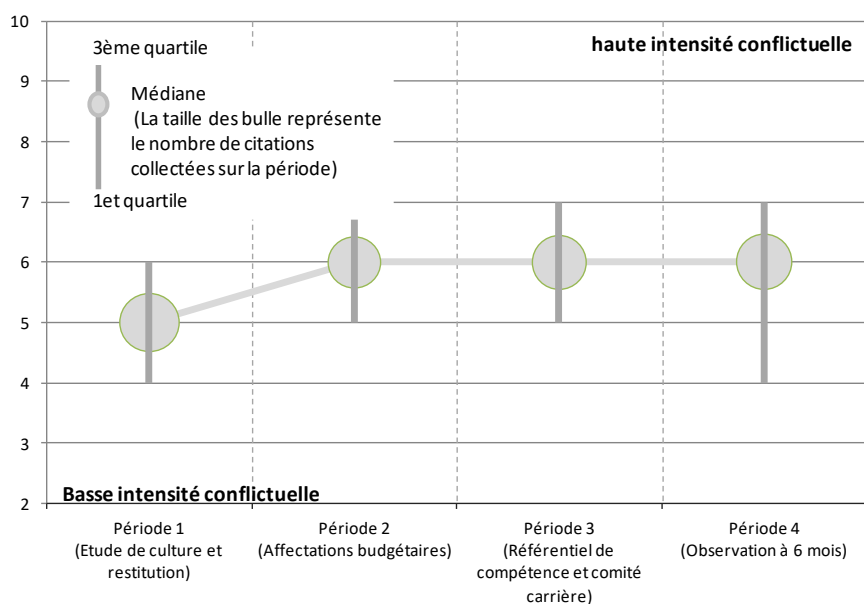 10
9
8
7
6
5
4
3
2
3ème quartile
Médiane
(La taille des bulle représente
le nombre de citations
collectées sur la période)
1et quartile
haute intensité conflictuelle
Basse intensité conflictuelle
Période 1
(Etude de culture et
restitution)
Période 2
(Affectations budgétaires)
Période 3
(Référentiel de
compétence et comité
carrière)
Période 4
(Observation à 6 mois)